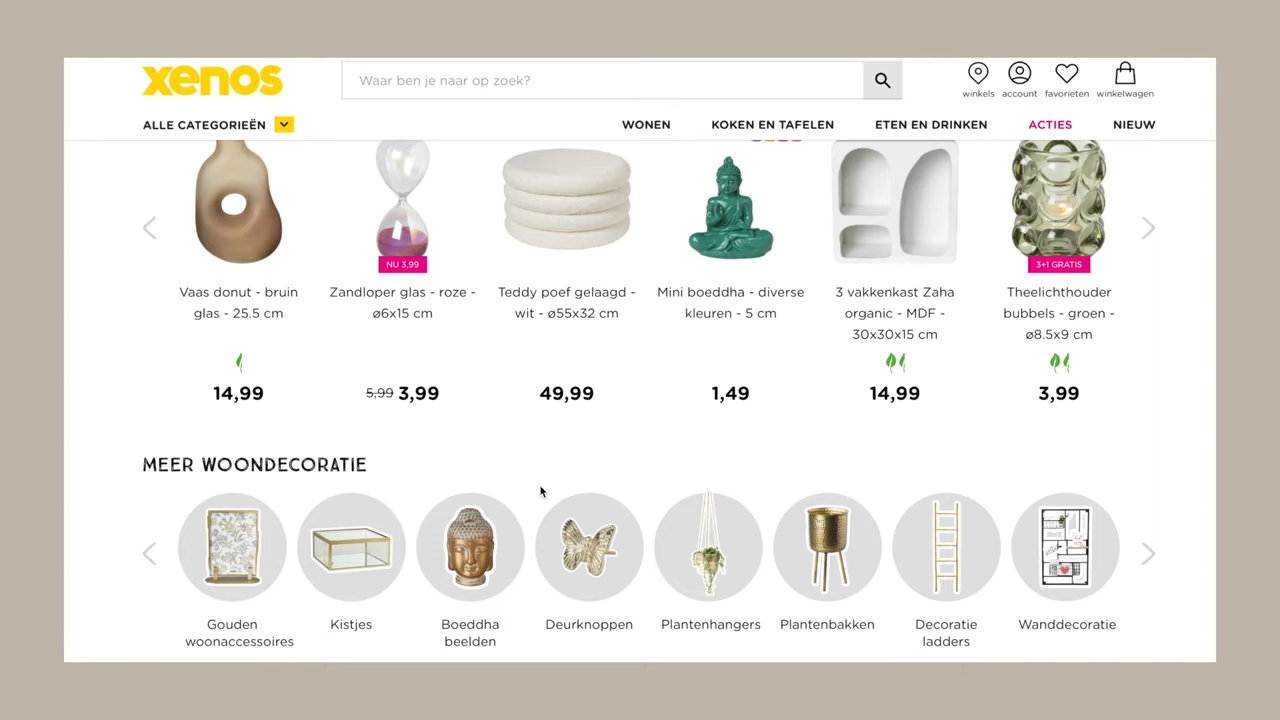 xenos
Waar ben je naar op zoek?
winkels account favorieten winkelwagen
ALLE CATEGORIEËN
WONEN KOKEN EN TAFELEN ETEN EN DRINKEN ACTIES NIEUW
NU 3,99
3+1 GRATIS
Vaas donut - bruin
glas - 25.5 cm
14,99
Zandloper glas - roze -
ø6x15 cm
5,99 3,99
Teddy poef gelaagd -
wit - ø55x32 cm
49,99
Mini boeddha - diverse
kleuren - 5 cm
1,49
3 vakkenkast Zaha
organic - MDF -
30x30x15 cm
14,99
Theelichthouder
bubbels - groen -
ø8.5x9 cm
3,99
MEER WOONDECORATIE
Gouden
woonaccessoires
Kistjes
Boeddha
beelden
Deurknoppen
Plantenhangers
Plantenbakken
Decoratie
ladders
Wanddecoratie